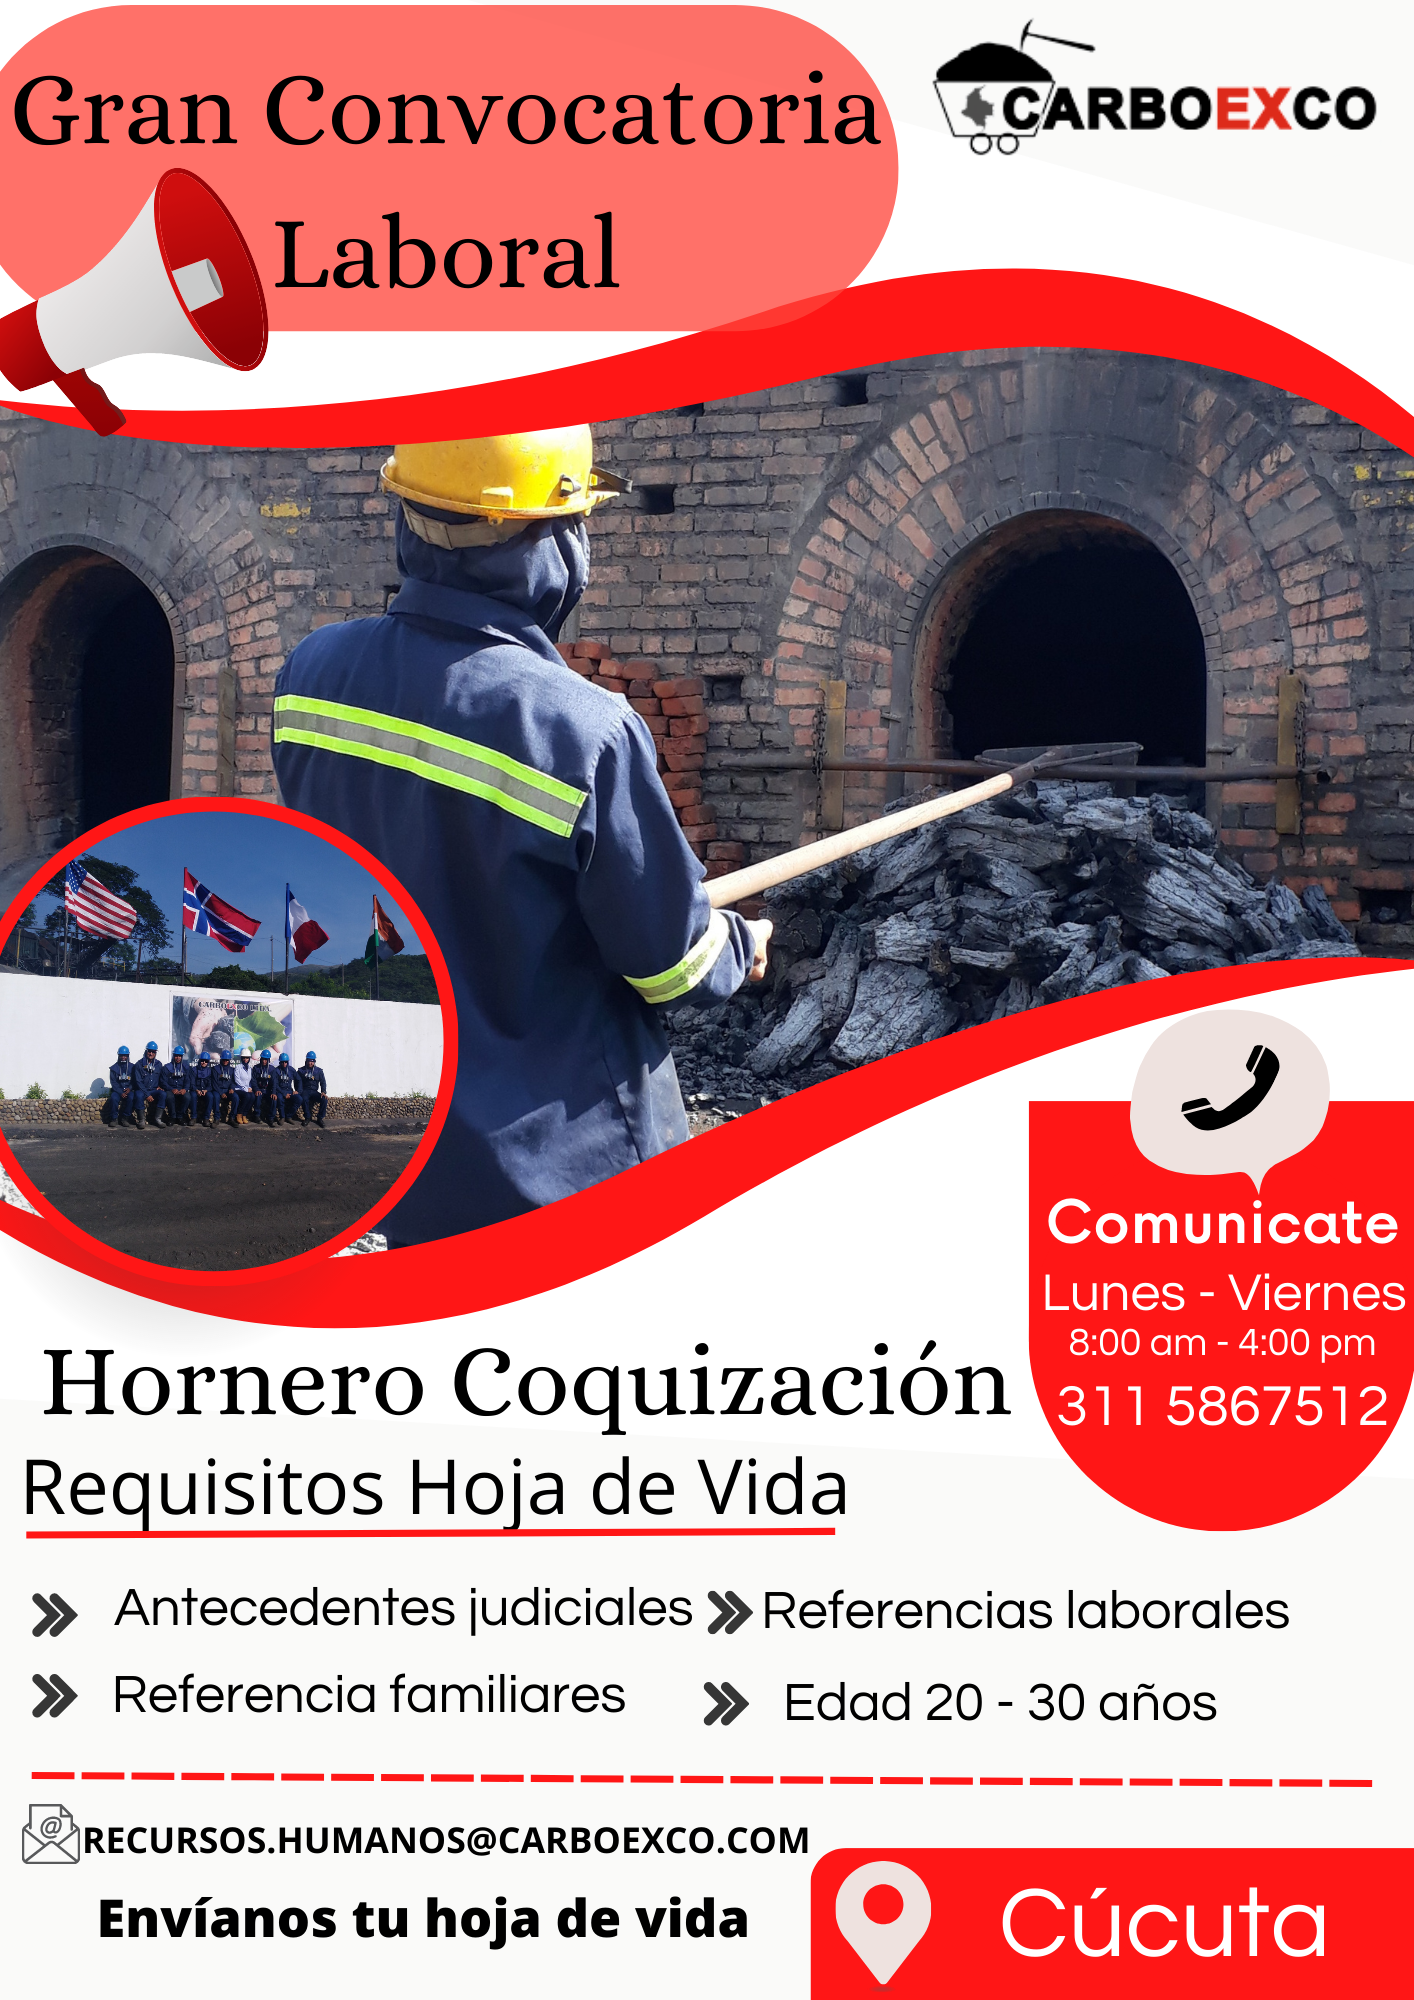 Gran Convocatoria
Laboral
CARBOEXCO
CARBOEXCO LTDA.
Comunicate
Lunes - Viernes
8:00 am - 4:00 pm
311 5867512
Hornero Coquización
Requisitos Hoja de Vida
Antecedentes judiciales
Referencias laborales
Referencia familiares
Edad 20 - 30 años
RECURSOS.HUMANOS@CARBOEXCO.COM
Envíanos tu hoja de vida
Cúcuta